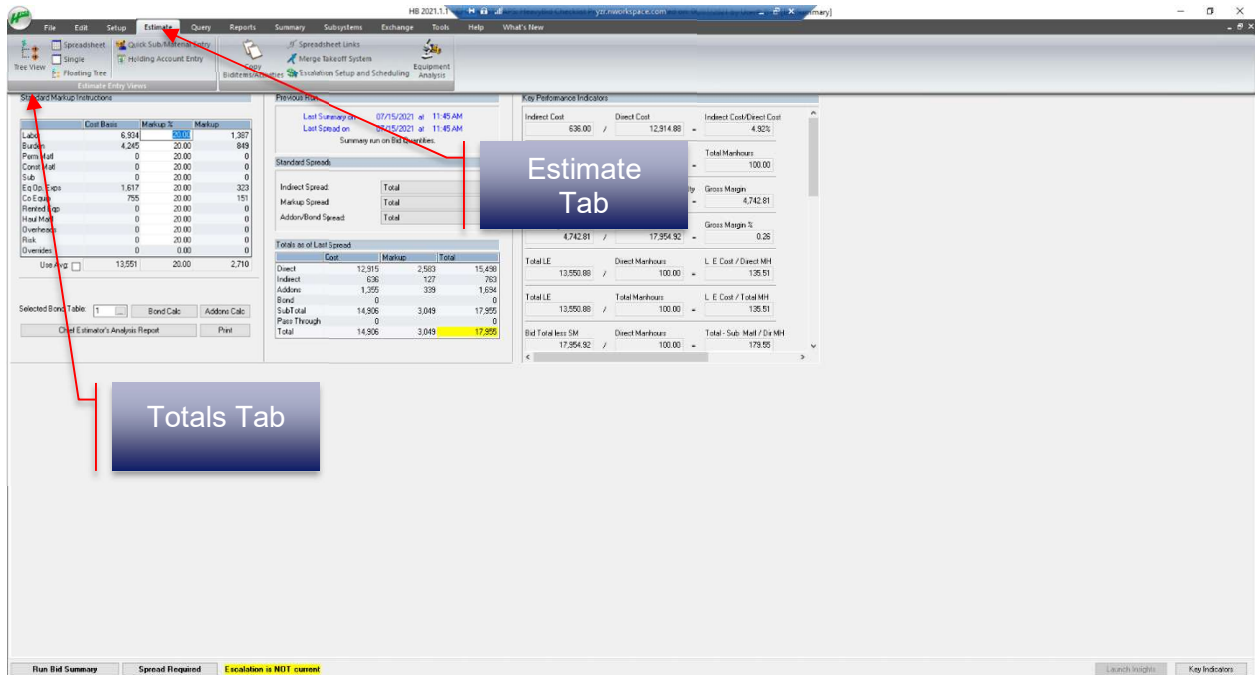 HB 2021.1.1 yzr.nworkspace.com mmary]
File Edit Setup Estimate Query Reports Summary Subsystems Exchange Tools Help What's New
Tree View
Spreadsheet
Single
Floating Tree
Quick Sub/Material Entry
Holding Account Entry
Estimate Entry Views
Copy
Biditems/Activities
Spreadsheet Links
Merge Takeoff System
Escalation Setup and Scheduling
Equipment
Analysis
Standard Markup Instructions
Cost Basis Markup % Markup
Labor 6,934 20.00 1,387
Burden 4,245 20.00 849
Perm Matl 0 20.00 0
Const Matl 0 20.00 0
Sub 0 20.00 0
Eq Op. Exps 1,617 20.00 323
Co Equip 755 20.00 151
Rented Eqp 0 20.00 0
Haul Matl 0 20.00 0
Overheads 0 20.00 0
Risk 0 20.00 0
Overrides 0 0.00 0
Use Avg: 13,551 20.00 2,710
Selected Bond Table: 1 ... Bond Calc Addons Calc
Chief Estimator's Analysis Report Print
Previous Run
Last Summary on 07/15/2021 at 11:45 AM
Last Spread on 07/15/2021 at 11:45 AM
Summary run on Bid Quantities.
Standard Spreads
Indirect Spread: Total
Markup Spread Total
Addon/Bond Spread: Total
Totals as of Last Spread
Cost Markup Total
Direct 12,915 2,583 15,498
Indirect 636 127 763
Addons 1,355 339 1,694
Bond 0 0
SubTotal 14,906 3,049 17,955
Pass Through 0 0
Total 14,906 3,049 17,955
Key Performance Indicators
Indirect Cost Direct Cost Indirect Cost/Direct Cost
636.00 / 12,914.88 = 4.92%
Total Manhours
= 100.00
ty Gross Margin
= 4,742.81
Gross Margin %
4,742.81 / 17,954.92 = 0.26
Total LE Direct Manhours L E Cost / Direct MH
13,550.88 / 100.00 = 135.51
Total LE Total Manhours L E Cost / Total MH
13,550.88 / 100.00 = 135.51
Bid Total less SM Direct Manhours Total - Sub Matl / Dir MH
17,954.92 / 100.00 = 179.55
Estimate
Tab
Totals Tab
Run Bid Summary Spread Required Escalation is NOT current Launch Insights Key Indicators